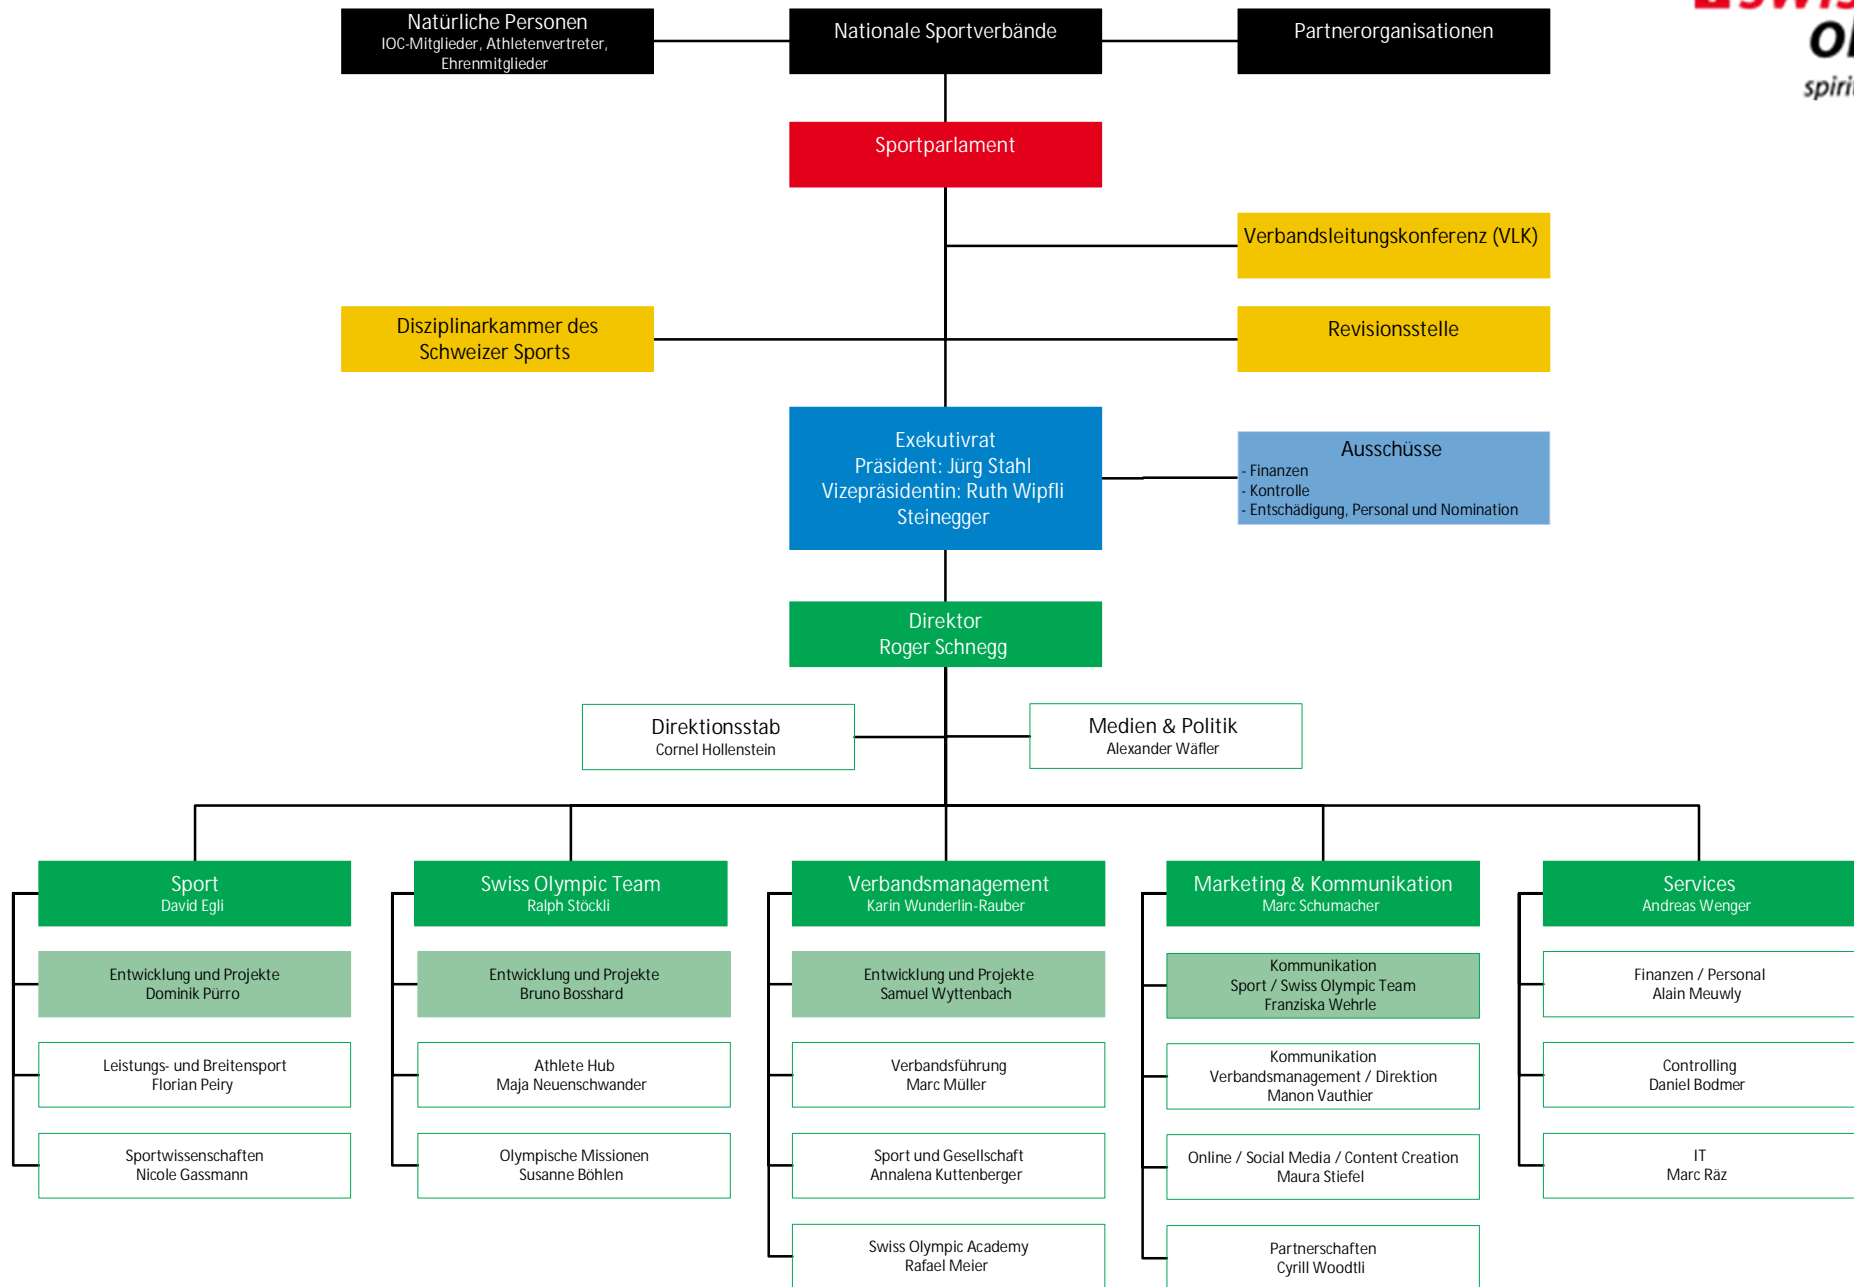 Natürliche Personen
IOC-Mitglieder, Athletenvertreter,
Ehrenmitglieder
Nationale Sportverbände
Partnerorganisationen
spirit
Sportparlament
Verbandsleitungskonferenz (VLK)
Disziplinarkammer des
Schweizer Sports
Revisionsstelle
Exekutivrat
Präsident: Jürg Stahl
Vizepräsidentin: Ruth Wipfli
Steinegger
Ausschüsse
- Finanzen
- Kontrolle
- Entschädigung, Personal und Nomination
Direktor
Roger Schnegg
Direktionsstab
Cornel Hollenstein
Medien & Politik
Alexander Wäfler
Sport
David Egli
Entwicklung und Projekte
Dominik Pürro
Leistungs- und Breitensport
Florian Peiry
Sportwissenschaften
Nicole Gassmann
Swiss Olympic Team
Ralph Stöckli
Entwicklung und Projekte
Bruno Bosshard
Athlete Hub
Maja Neuenschwander
Olympische Missionen
Susanne Böhlen
Verbandsmanagement
Karin Wunderlin-Rauber
Entwicklung und Projekte
Samuel Wyttenbach
Verbandsführung
Marc Müller
Sport und Gesellschaft
Annalena Kuttenberger
Swiss Olympic Academy
Rafael Meier
Marketing & Kommunikation
Marc Schumacher
Kommunikation
Sport / Swiss Olympic Team
Franziska Wehrle
Kommunikation
Verbandsmanagement / Direktion
Manon Vauthier
Online / Social Media / Content Creation
Maura Stiefel
Partnerschaften
Cyrill Woodtli
Services
Andreas Wenger
Finanzen / Personal
Alain Meuwly
Controlling
Daniel Bodmer
IT
Marc Räz